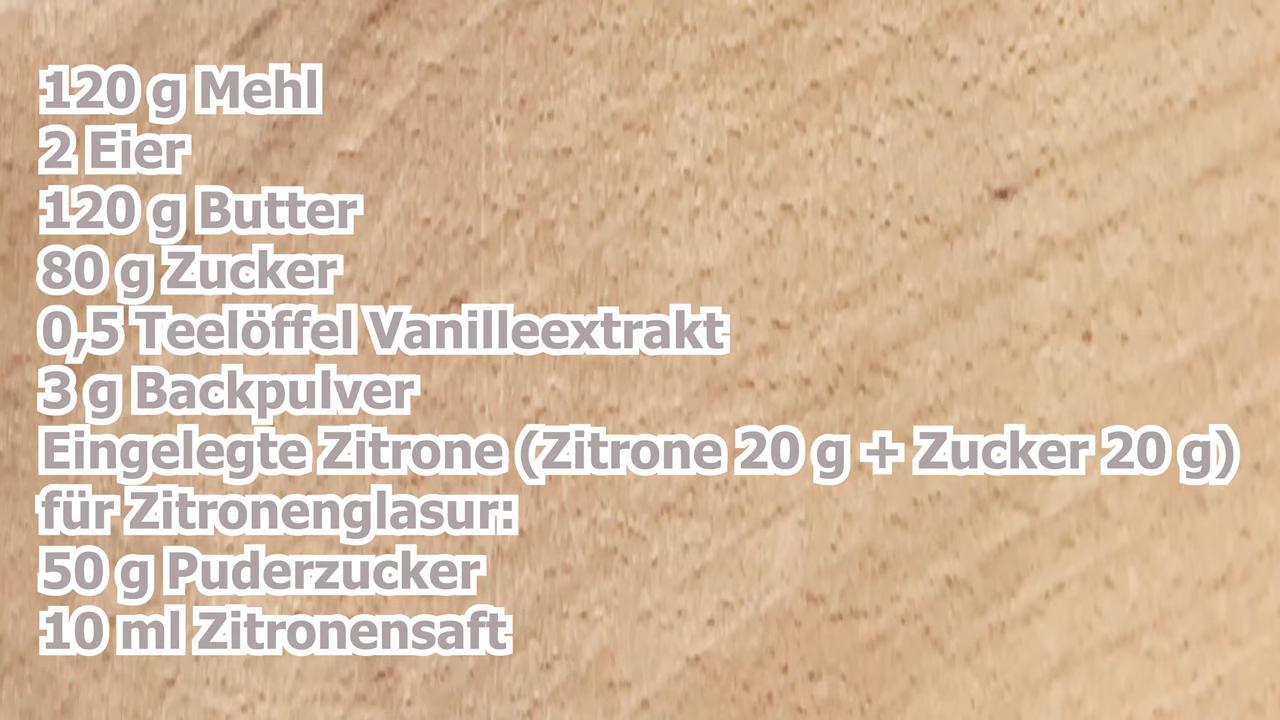 120 g Mehl
2 Eier
120 g Butter
80 g Zucker
0,5 Teelöffel Vanilleextrakt
3 g Backpulver
Eingelegte Zitrone (Zitrone 20 g + Zucker 20 g)
für Zitronenglasur:
50 g Puderzucker
10 ml Zitronensaft